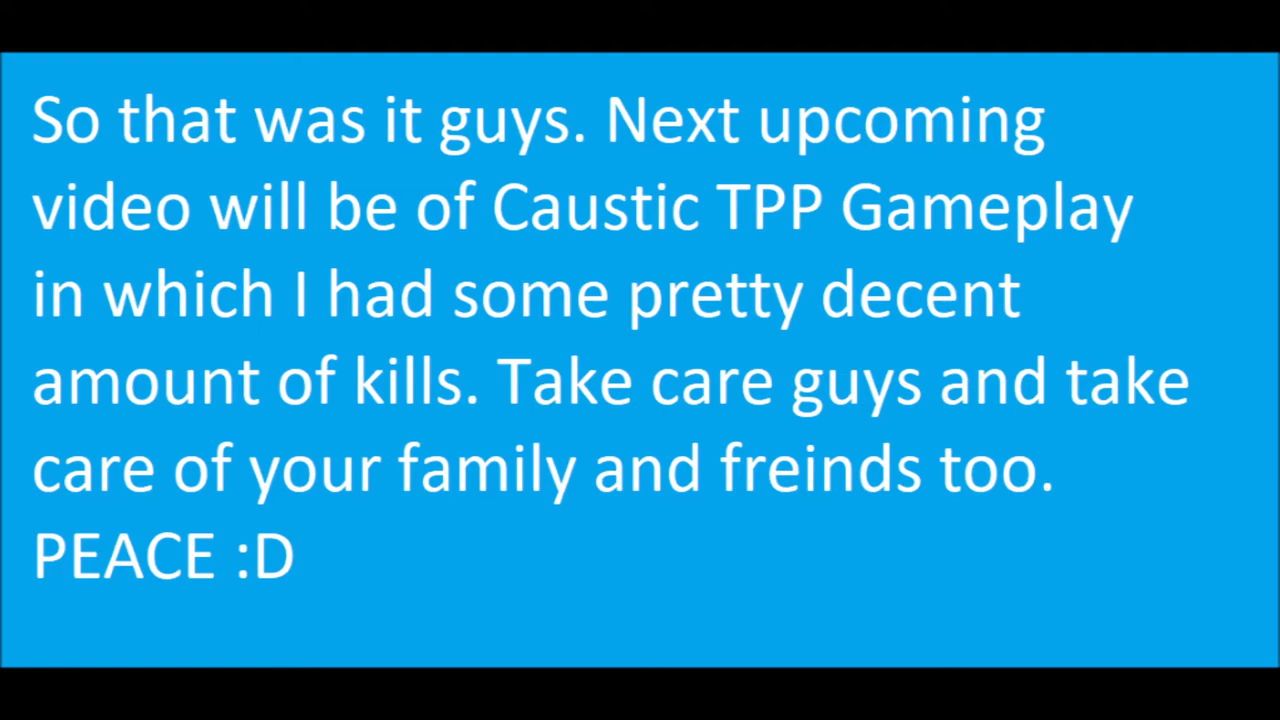 So that was it guys. Next upcoming
video will be of Caustic TPP Gameplay
in which I had some pretty decent
amount of kills. Take care guys and take
care of your family and freinds too.
PEACE :D